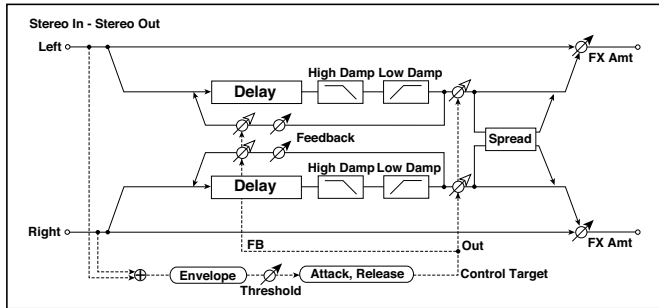 Stereo In - Stereo Out
Left
FX Amt
High Damp Low Damp
Delay
Feedback
Spread
High Damp Low Damp
Delay
Right
FB
Out
FX Amt
Envelope
Threshold
Attack, Release
Control Target